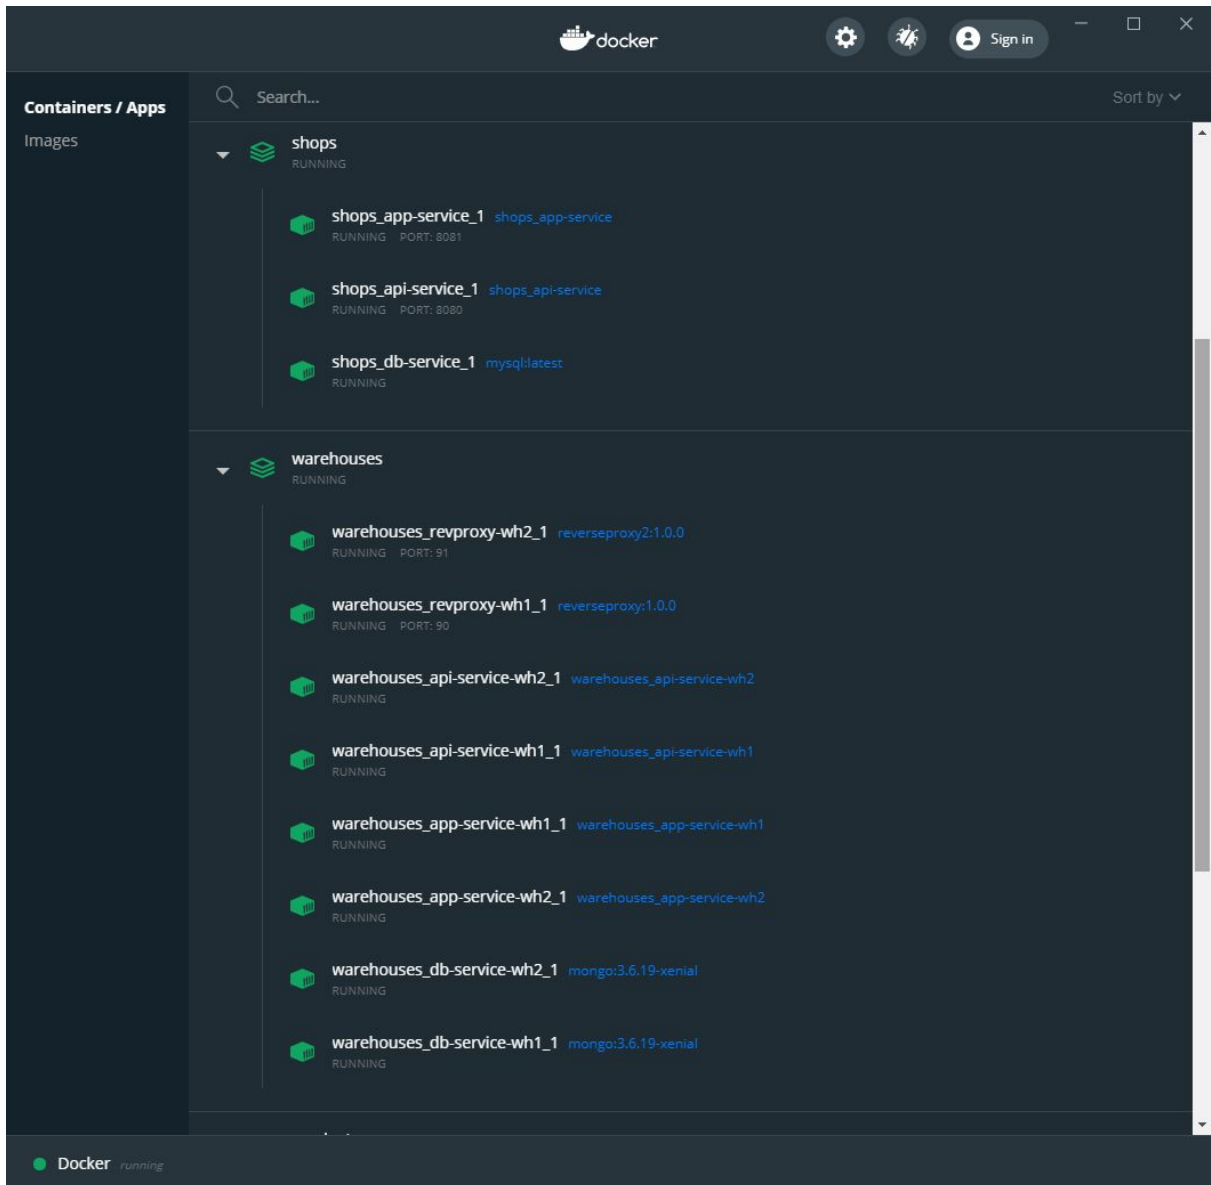 docker
Sign in
Containers / Apps
Images
Search...
Sort by
shops
RUNNING
shops_app-service_1 shops_app-service
RUNNING PORT: 8081
shops_api-service_1 shops_api-service
RUNNING PORT: 8080
shops_db-service_1 mysql:latest
RUNNING
warehouses
RUNNING
warehouses_revproxy-wh2_1 reverseproxy2:1.0.0
RUNNING PORT: 91
warehouses_revproxy-wh1_1 reverseproxy:1.0.0
RUNNING PORT: 90
warehouses_api-service-wh2_1 warehouses_api-service-wh2
RUNNING
warehouses_api-service-wh1_1 warehouses_api-service-wh1
RUNNING
warehouses_app-service-wh1_1 warehouses_app-service-wh1
RUNNING
warehouses_app-service-wh2_1 warehouses_app-service-wh2
RUNNING
warehouses_db-service-wh2_1 mongo:3.6.19-xenial
RUNNING
warehouses_db-service-wh1_1 mongo:3.6.19-xenial
RUNNING
Docker running